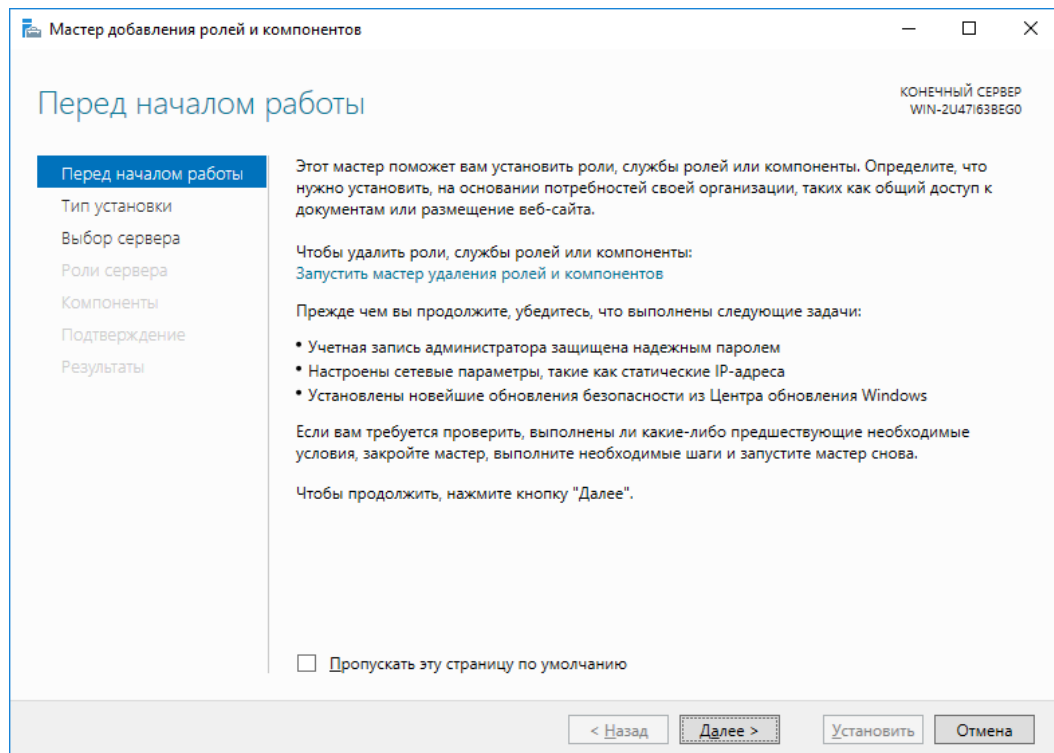 Мастер добавления ролей и компонентов
Перед началом работы
КОНЕЧНЫЙ СЕРВЕР
WIN-2U47I63BEG0
Перед началом работы
Тип установки
Выбор сервера
Роли сервера
Компоненты
Подтверждение
Результаты
Этот мастер поможет вам установить роли, службы ролей или компоненты. Определите, что
нужно установить, на основании потребностей своей организации, таких как общий доступ к
документам или размещение веб-сайта.
Чтобы удалить роли, службы ролей или компоненты:
Запустить мастер удаления ролей и компонентов
Прежде чем вы продолжите, убедитесь, что выполнены следующие задачи:
• Учетная запись администратора защищена надежным паролем
• Настроены сетевые параметры, такие как статические IP-адреса
• Установлены новейшие обновления безопасности из Центра обновления Windows
Если вам требуется проверить, выполнены ли какие-либо предшествующие необходимые
условия, закройте мастер, выполните необходимые шаги и запустите мастер снова.
Чтобы продолжить, нажмите кнопку "Далее".
Пропускать эту страницу по умолчанию
< Назад
Далее >
Установить
Отмена